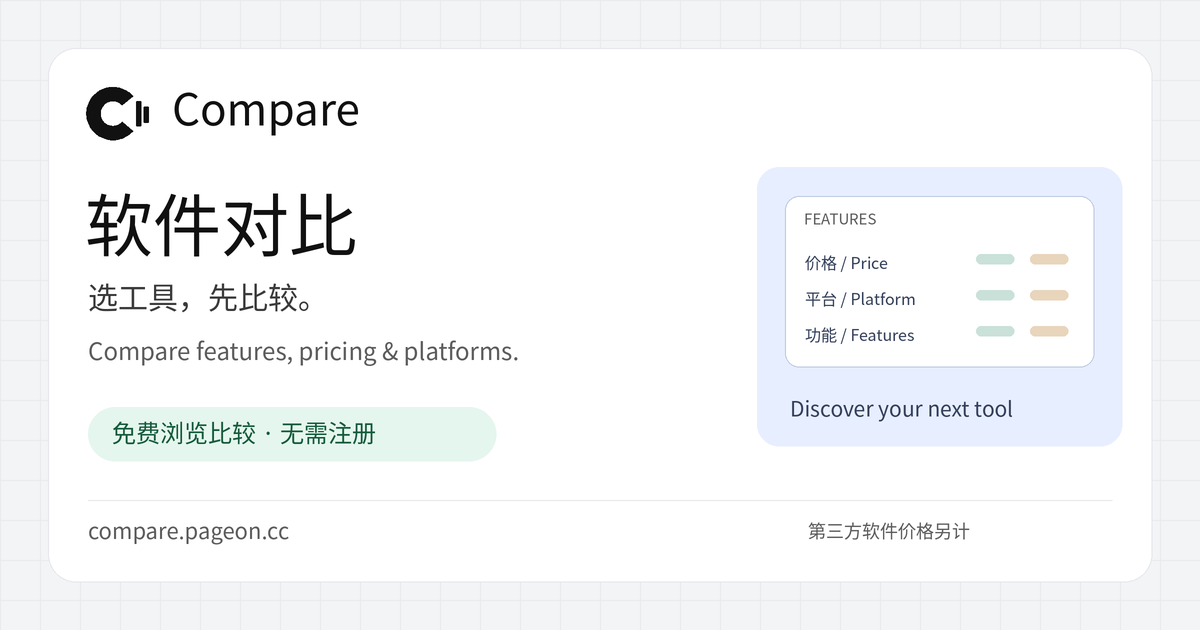 Compare
软件对比
选工具，先比较。
Compare features, pricing & platforms.
免费浏览比较 · 无需注册
FEATURES
价格 / Price
平台 / Platform
功能 / Features
Discover your next tool
compare.pageon.cc
第三方软件价格另计